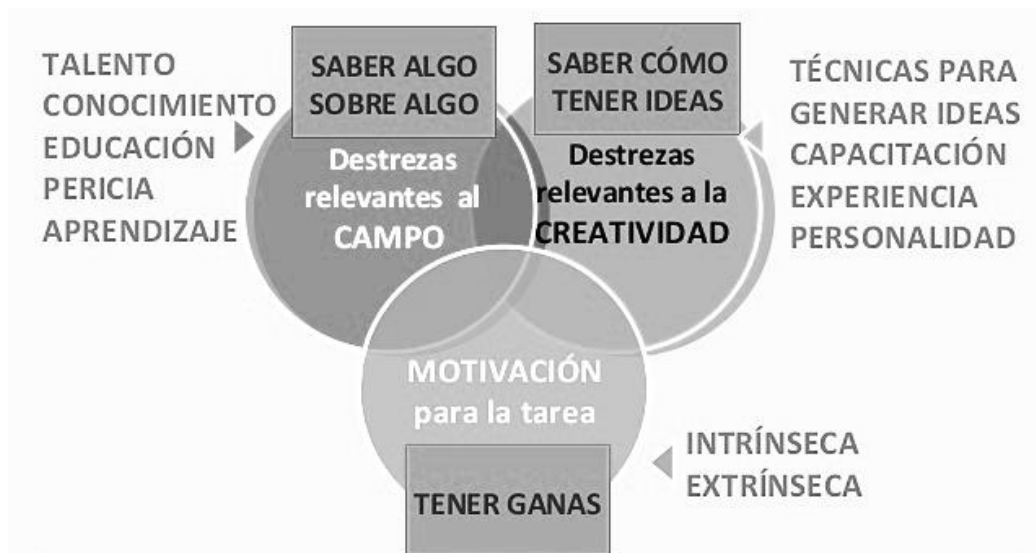 TALENTO
CONOCIMIENTO
EDUCACIÓN
PERICIA
APRENDIZAJE
SABER ALGO
SOBRE ALGO
Destrezas
relevantes al
CAMPO
SABER CÓMO
TENER IDEAS
Destrezas
relevantes a la
CREATIVIDAD
TÉCNICAS PARA
GENERAR IDEAS
CAPACITACIÓN
EXPERIENCIA
PERSONALIDAD
MOTIVACIÓN
para la tarea
TENER GANAS
INTRÍNSECA
EXTRÍNSECA